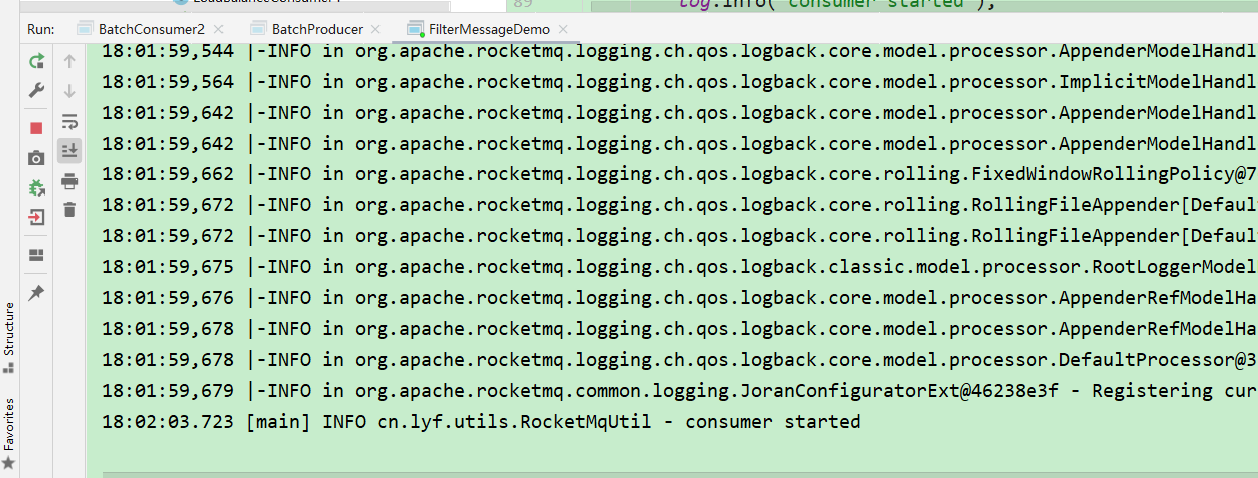 89
log.info("consumer started");
Run: BatchConsumer2 BatchProducer FilterMessageDemo
18:01:59,544 |-INFO in org.apache.rocketmq.logging.ch.qos.logback.core.model.processor.AppenderModelHandl
18:01:59,564 |-INFO in org.apache.rocketmq.logging.ch.qos.logback.core.model.processor.ImplicitModelHandl
18:01:59,642 |-INFO in org.apache.rocketmq.logging.ch.qos.logback.core.model.processor.AppenderModelHandl
18:01:59,642 |-INFO in org.apache.rocketmq.logging.ch.qos.logback.core.model.processor.AppenderModelHandl
18:01:59,662 |-INFO in org.apache.rocketmq.logging.ch.qos.logback.core.rolling.FixedWindowRollingPolicy@7
18:01:59,672 |-INFO in org.apache.rocketmq.logging.ch.qos.logback.core.rolling.RollingFileAppender[Defaul
18:01:59,672 |-INFO in org.apache.rocketmq.logging.ch.qos.logback.core.rolling.RollingFileAppender[Defaul
18:01:59,675 |-INFO in org.apache.rocketmq.logging.ch.qos.logback.classic.model.processor.RootLoggerModel
18:01:59,676 |-INFO in org.apache.rocketmq.logging.ch.qos.logback.core.model.processor.AppenderRefModelHa
18:01:59,678 |-INFO in org.apache.rocketmq.logging.ch.qos.logback.core.model.processor.AppenderRefModelHa
18:01:59,678 |-INFO in org.apache.rocketmq.logging.ch.qos.logback.core.model.processor.DefaultProcessor@3
18:01:59,679 |-INFO in org.apache.rocketmq.common.logging.JoranConfiguratorExt@46238e3f - Registering cur
18:02:03.723 [main] INFO cn.lyf.utils.RocketMqUtil - consumer started
Structure
Favorites